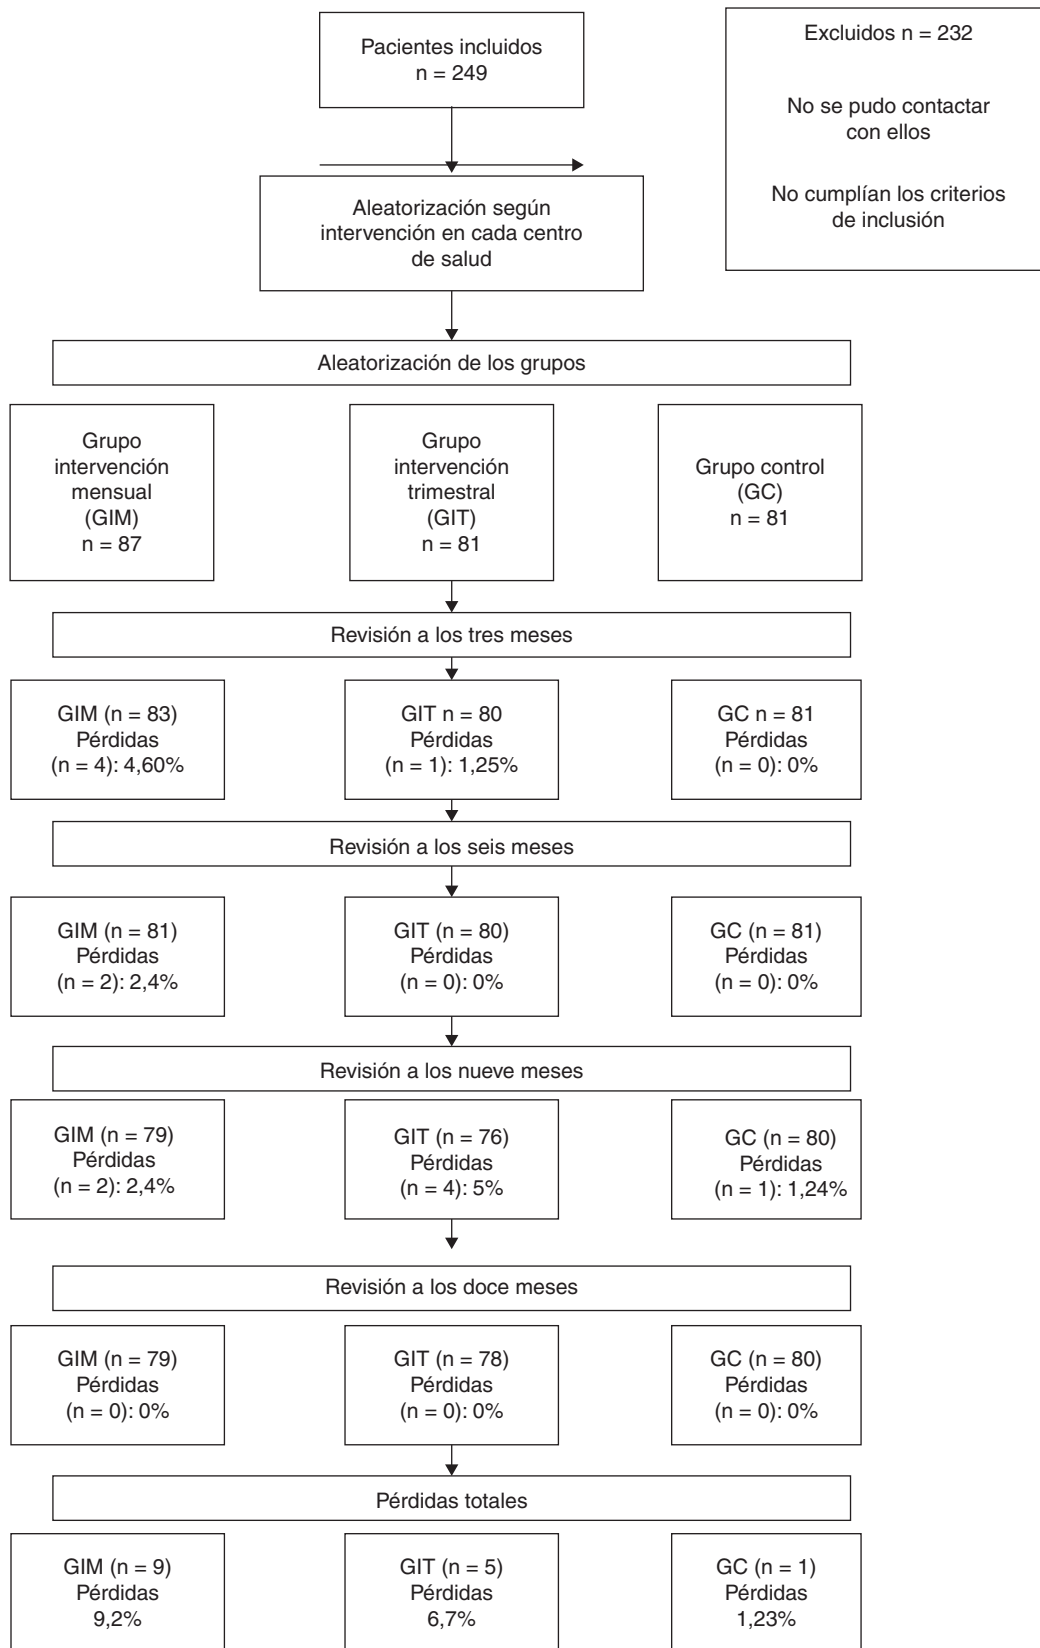 Pacientes incluidos
n = 249
Excluidos n = 232
No se pudo contactar
con ellos
No cumplían los criterios
de inclusión
Aleatorización según
intervención en cada centro
de salud
Aleatorización de los grupos
Grupo
intervención
mensual
(GIM)
n = 87
Grupo
intervención
trimestral
(GIT)
n = 81
Grupo control
(GC)
n = 81
Revisión a los tres meses
GIM (n = 83)
Pérdidas
(n = 4): 4,60%
GIT n = 80
Pérdidas
(n = 1): 1,25%
GC n = 81
Pérdidas
(n = 0): 0%
Revisión a los seis meses
GIM (n = 81)
Pérdidas
(n = 2): 2,4%
GIT (n = 80)
Pérdidas
(n = 0): 0%
GC (n = 81)
Pérdidas
(n = 0): 0%
Revisión a los nueve meses
GIM (n = 79)
Pérdidas
(n = 2): 2,4%
GIT (n = 76)
Pérdidas
(n = 4): 5%
GC (n = 80)
Pérdidas
(n = 1): 1,24%
Revisión a los doce meses
GIM (n = 79)
Pérdidas
(n = 0): 0%
GIT (n = 78)
Pérdidas
(n = 0): 0%
GC (n = 80)
Pérdidas
(n = 0): 0%
Pérdidas totales
GIM (n = 9)
Pérdidas
9,2%
GIT (n = 5)
Pérdidas
6,7%
GC (n = 1)
Pérdidas
1,23%